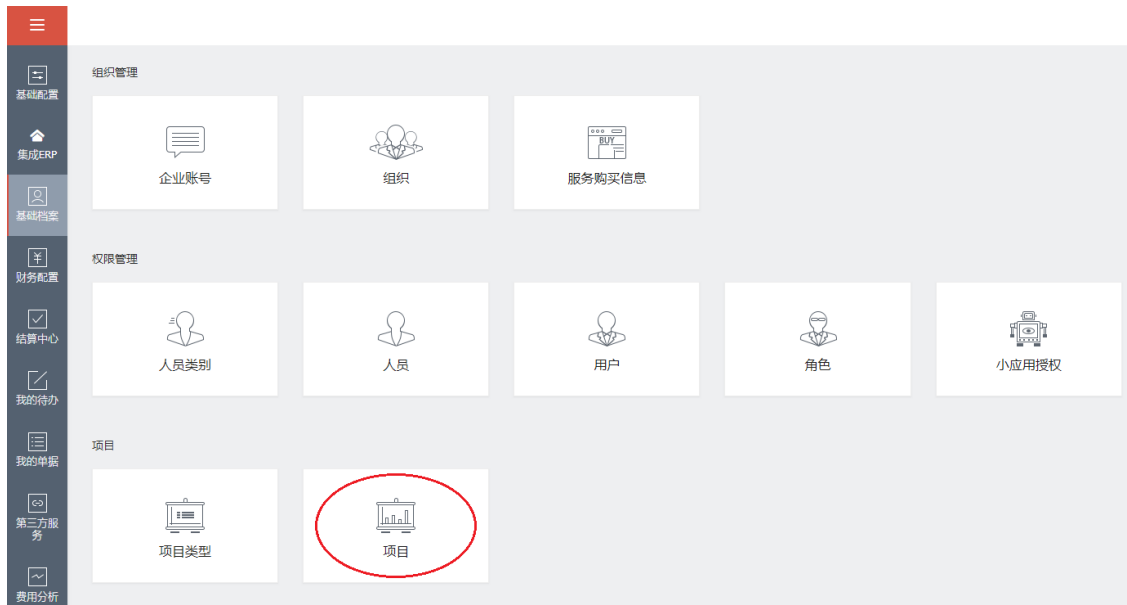 基础配置
集成ERP
基础档案
财务配置
结算中心
我的待办
我的单据
第三方服
务
费用分析
组织管理
企业账号
组织
BUY
服务购买信息
权限管理
人员类别
人员
用户
角色
小应用授权
项目
项目类型
项目